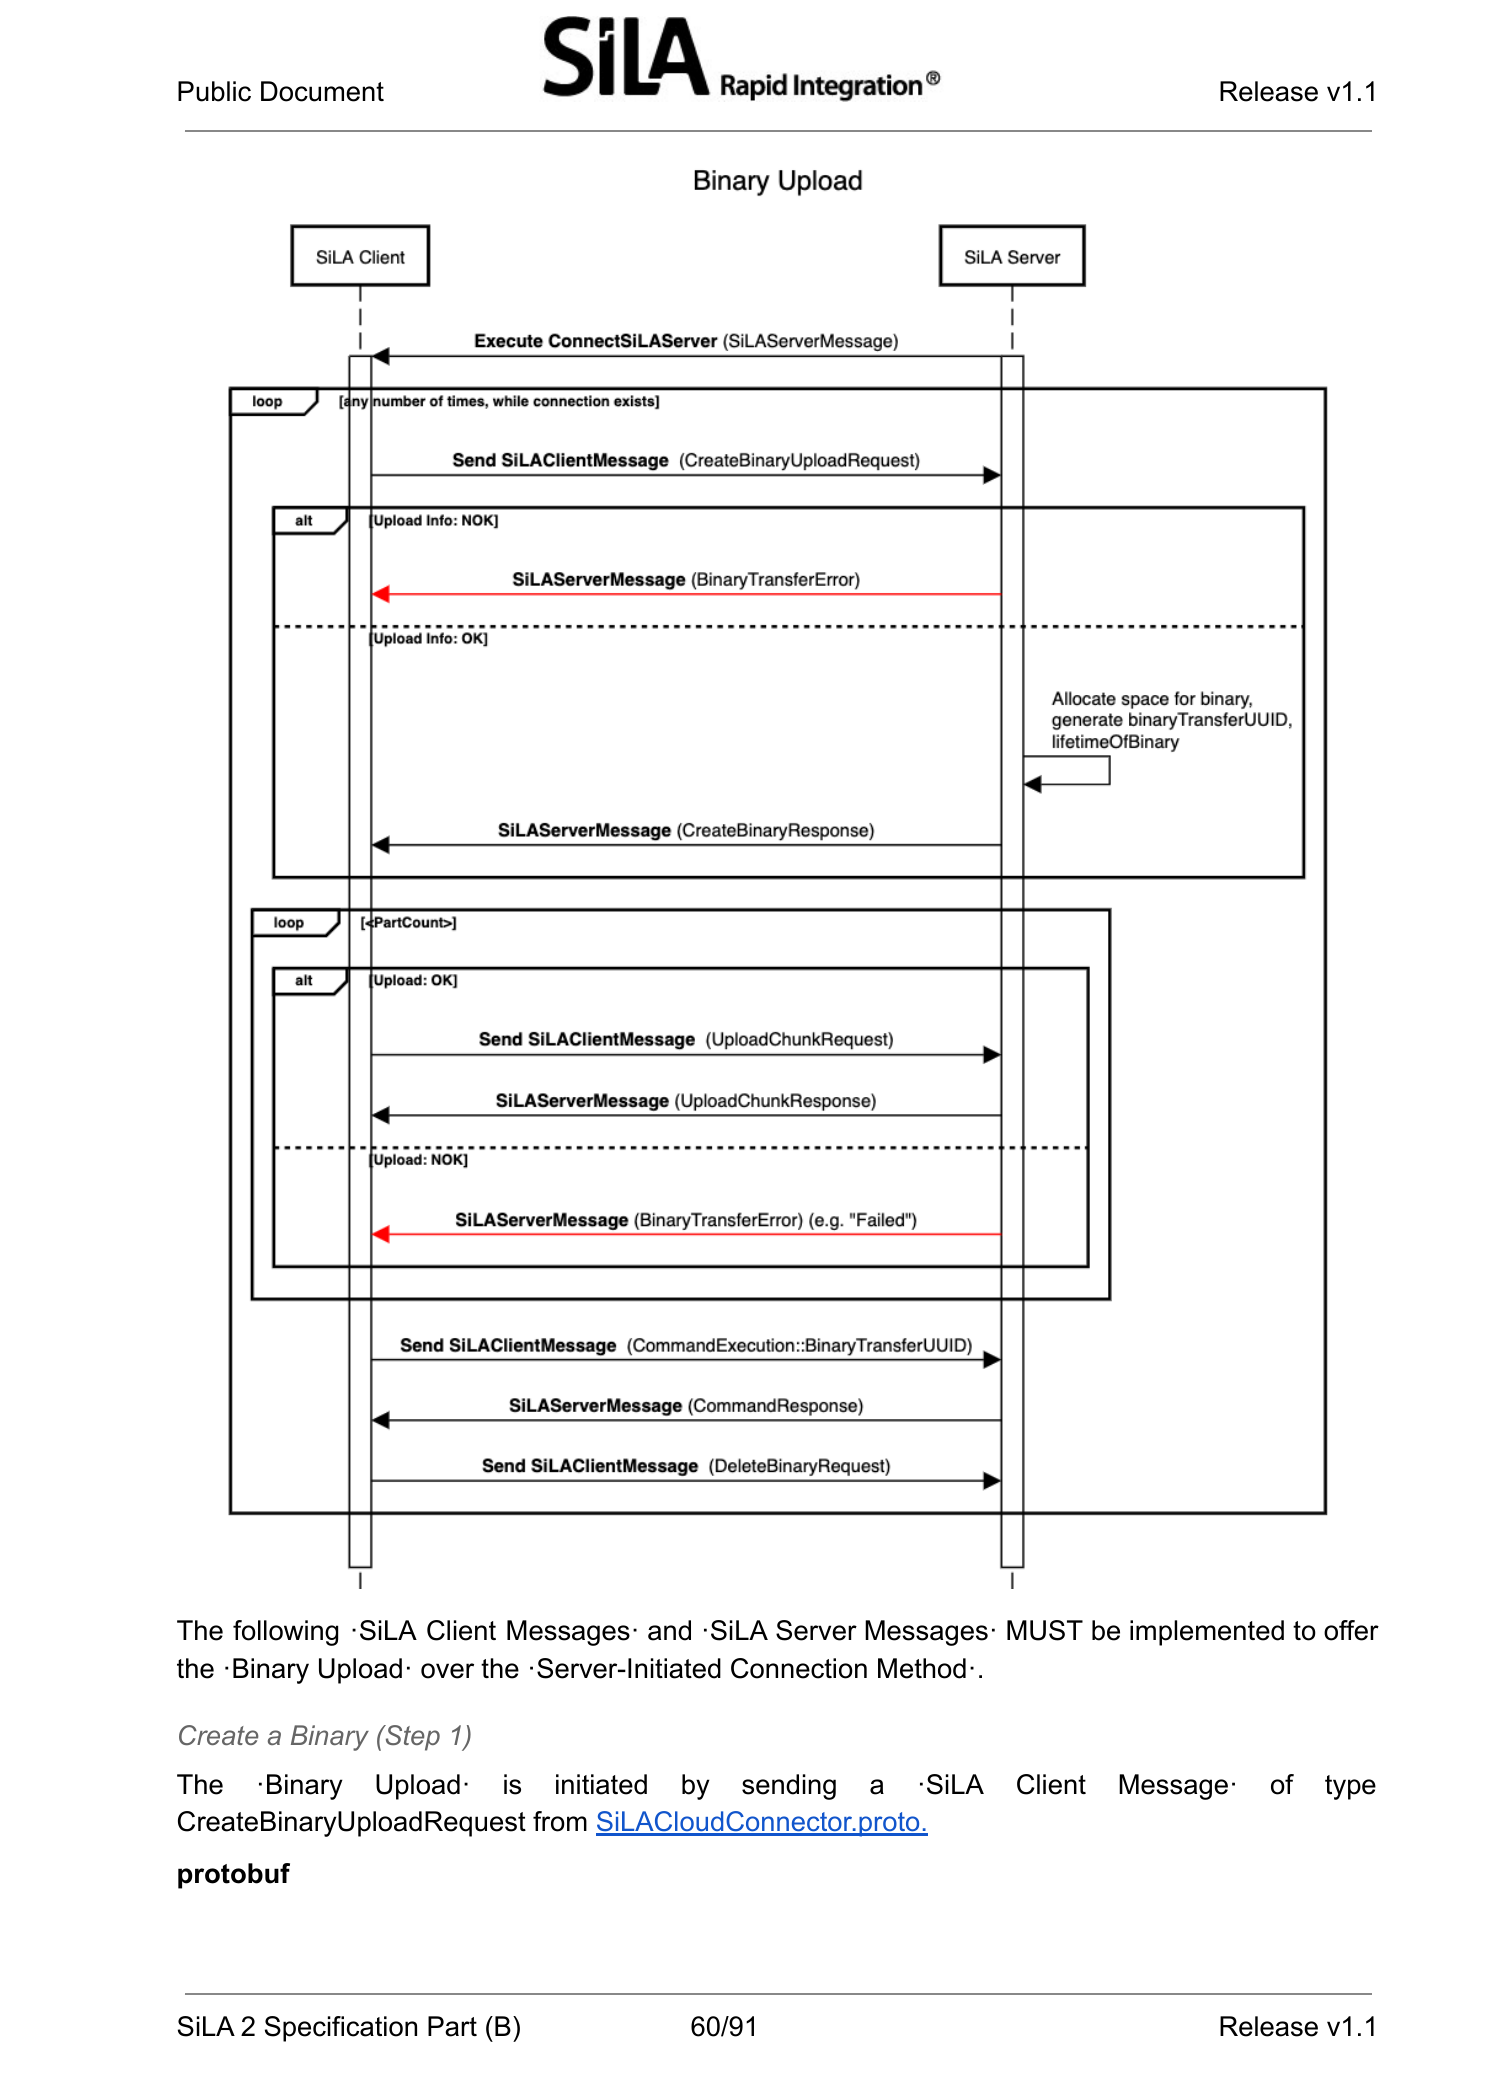 Public Document
SiLA Rapid Integration®
Release v1.1
Binary Upload
SiLA Client
SiLA Server
Execute ConnectSiLAServer (SiLAServerMessage)
loop [any number of times, while connection exists]
Send SiLAClientMessage (CreateBinaryUploadRequest)
alt [Upload Info: NOK]
SiLAServerMessage (BinaryTransferError)
[Upload Info: OK]
Allocate space for binary,
generate binaryTransferUUID,
lifetimeOfBinary
SiLAServerMessage (CreateBinaryResponse)
loop [<PartCount>]
alt [Upload: OK]
Send SiLAClientMessage (UploadChunkRequest)
SiLAServerMessage (UploadChunkResponse)
[Upload: NOK]
SiLAServerMessage (BinaryTransferError) (e.g. "Failed")
Send SiLAClientMessage (CommandExecution::BinaryTransferUUID)
SiLAServerMessage (CommandResponse)
Send SiLAClientMessage (DeleteBinaryRequest)
The following ·SiLA Client Messages· and ·SiLA Server Messages· MUST be implemented to offer
the ·Binary Upload· over the ·Server-Initiated Connection Method·.
Create a Binary (Step 1)
The ·Binary Upload· is initiated by sending a ·SiLA Client Message· of type
CreateBinaryUploadRequest from SiLACloudConnector.proto.
protobuf
SiLA 2 Specification Part (B)
60/91
Release v1.1